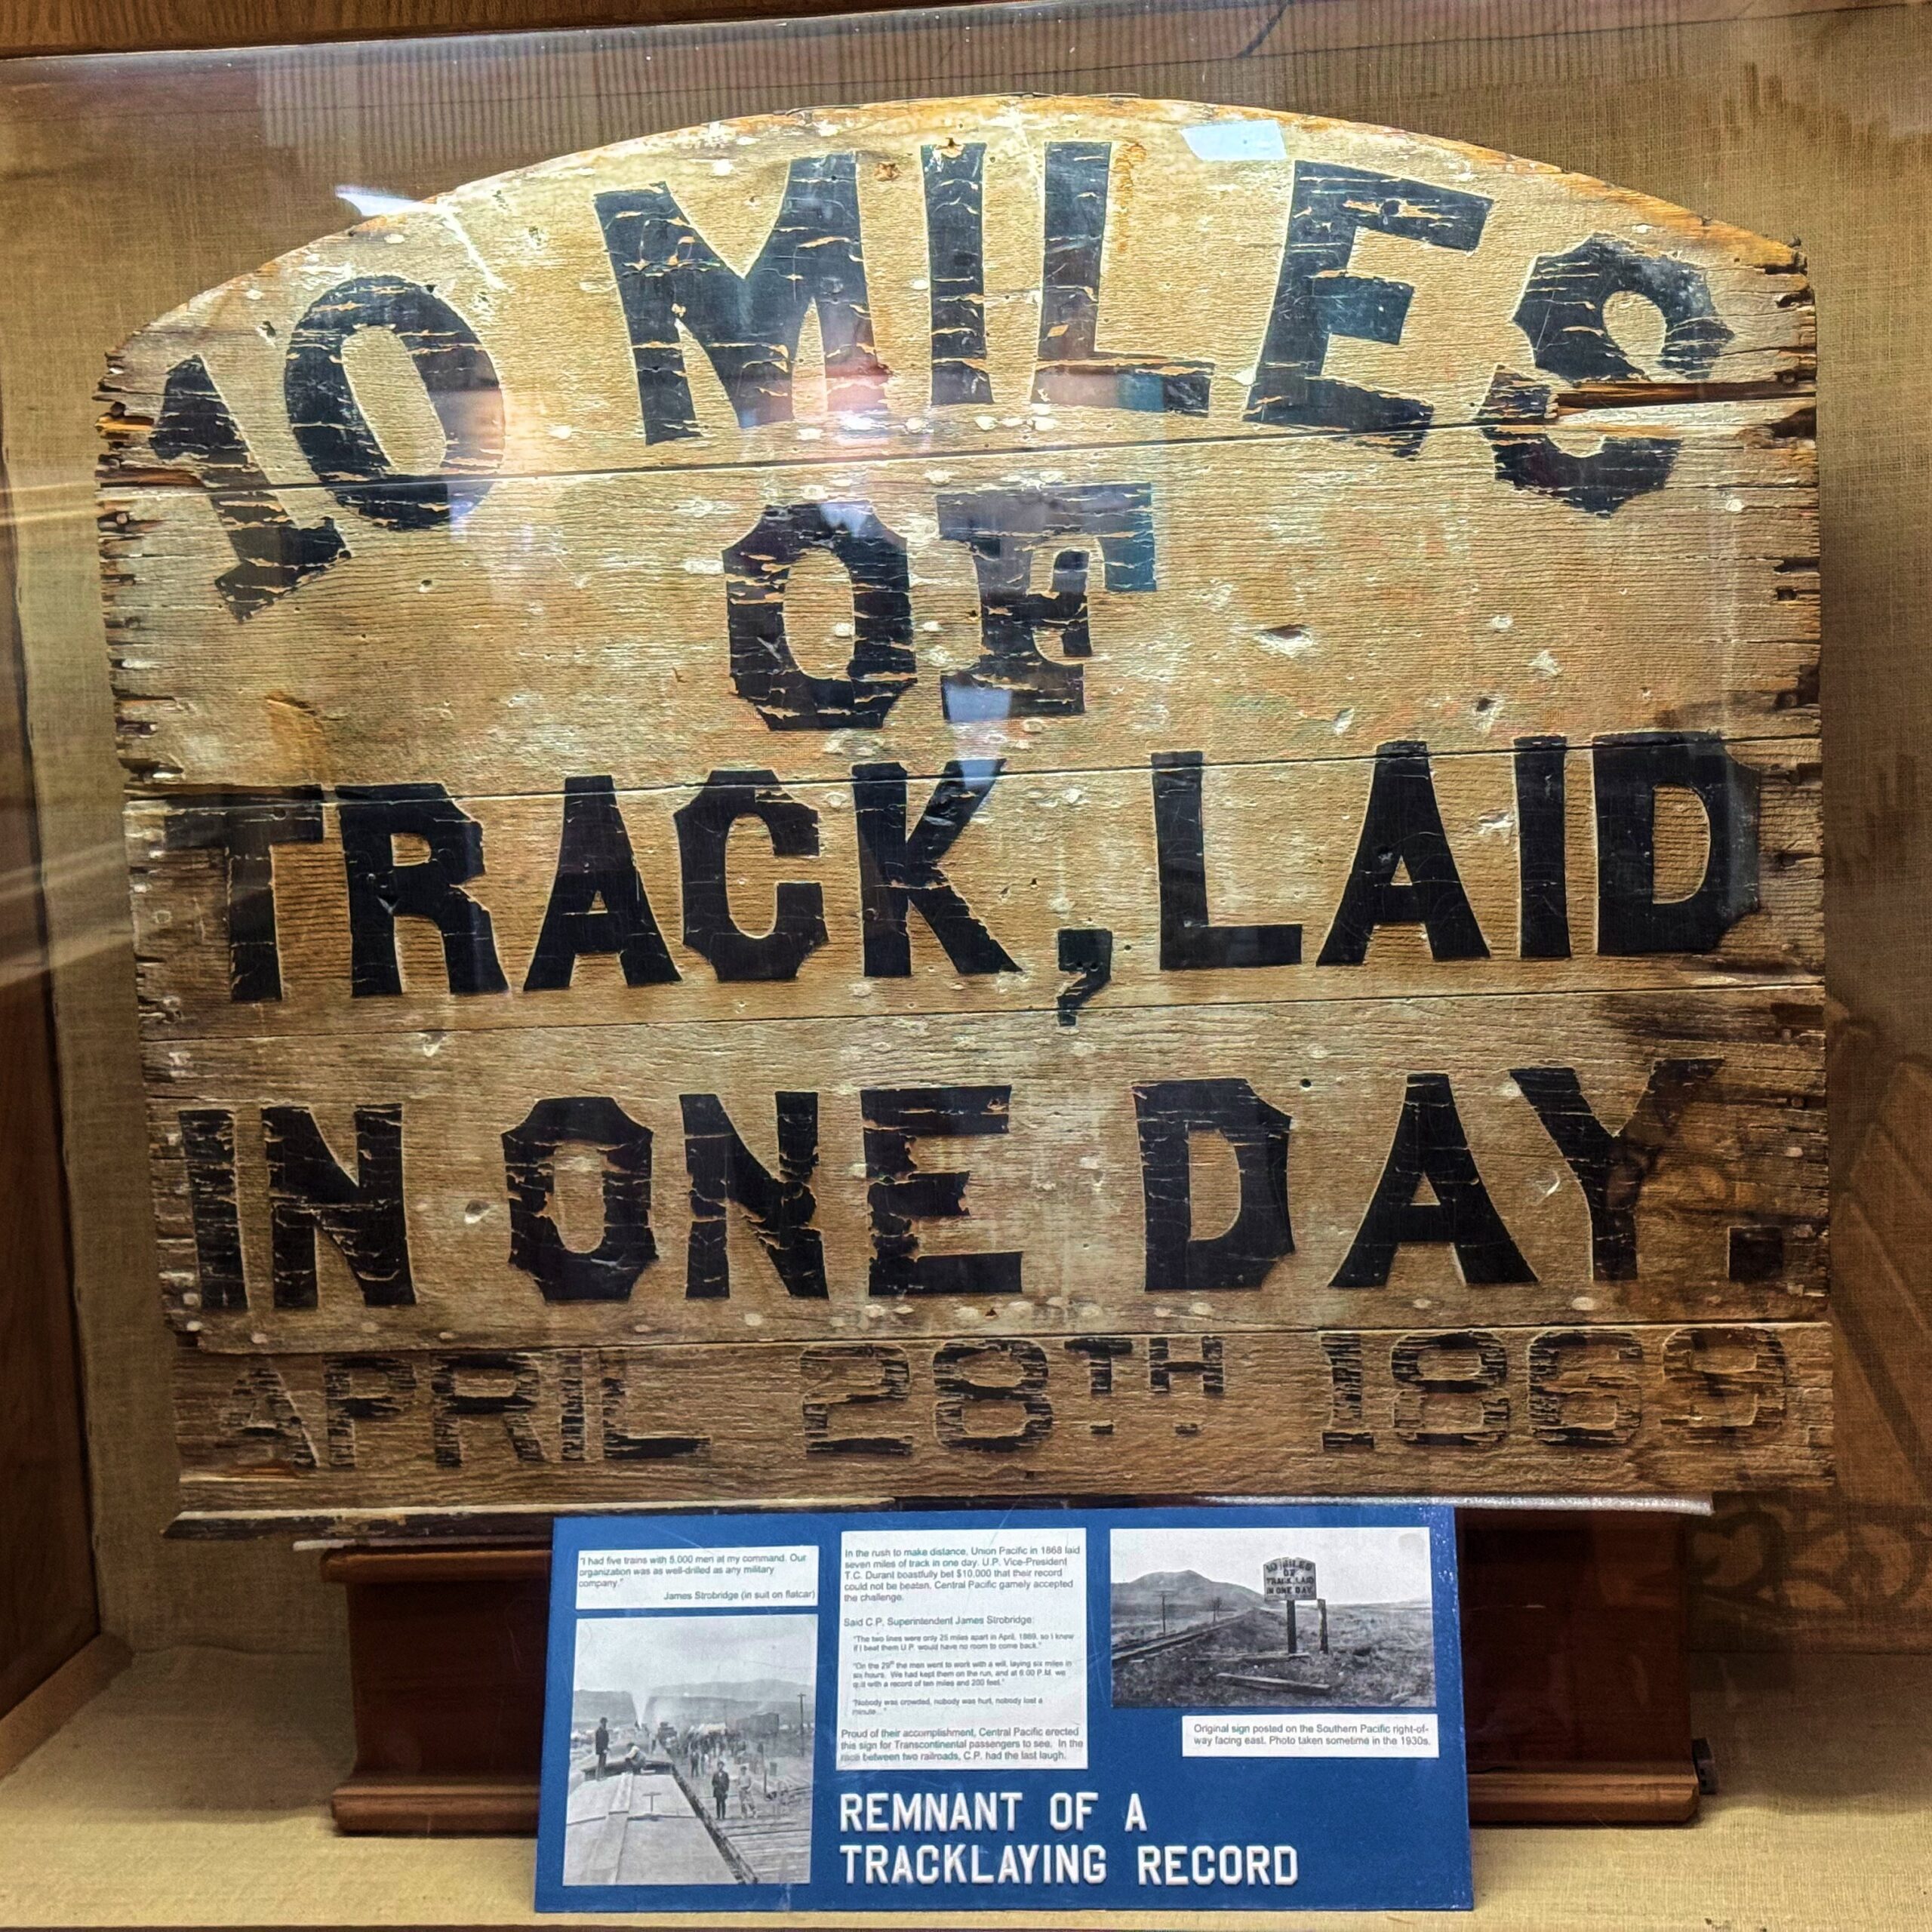 10 MILES
OF
TRACK, LAID
IN ONE DAY.
APRIL 28TH 1869
"I had five trains with 5,000 men at my command. Our
organization was as well-drilled as any military
company."
James Strobridge (in suit on flatcar)
In the rush to make distance, Union Pacific in 1868 laid
seven miles of track in one day. U.P. Vice-President
T.C. Durant boastfully bet $10,000 that their record
could not be beaten. Central Pacific gamely accepted
the challenge.
Said C.P. Superintendent James Strobridge:
"The two lines were only 25 miles apart in April, 1869, so I knew
if I beat them U.P. would have no room to come back."
"On the 29th the men went to work with a will, laying six miles in
six hours. We had kept them on the run, and at 6:00 P.M. we
quit with a record of ten miles and 200 feet."
"Nobody was crowded, nobody was hurt, nobody lost a
minute..."
Proud of their accomplishment, Central Pacific erected
this sign for Transcontinental passengers to see. In the
race between two railroads, C.P. had the last laugh.
10 MILES
OF
TRACK, LAID
IN ONE DAY
Original sign posted on the Southern Pacific right-of-
way facing east. Photo taken sometime in the 1930s.
REMNANT OF A
TRACKLAYING RECORD